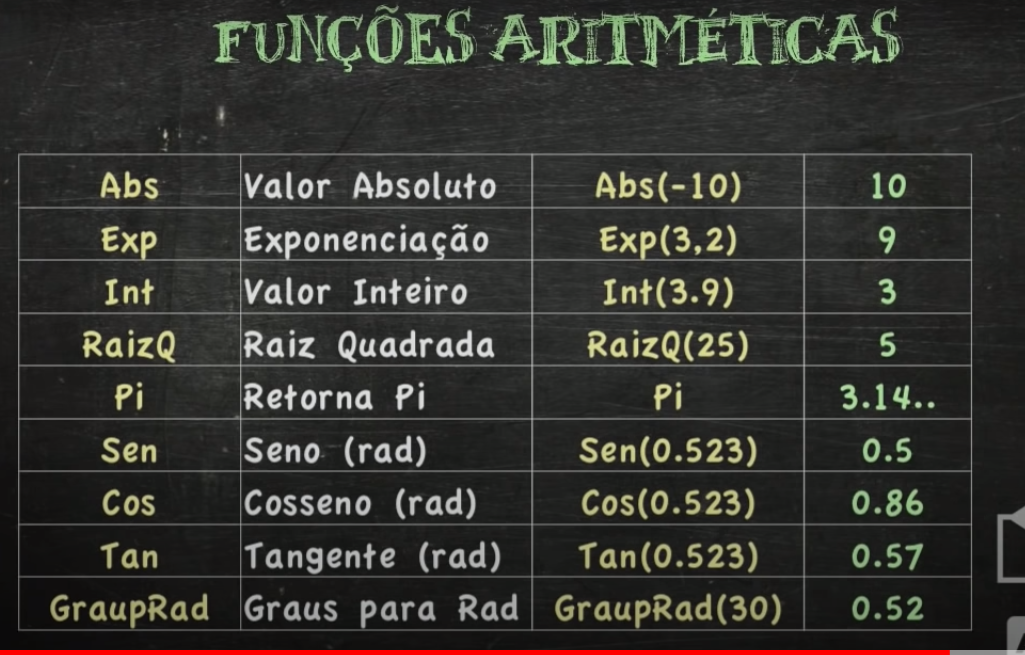 FUNÇÕES ARITMÉTICAS
Abs Valor Absoluto Abs(-10) 10
Exp Exponenciação Exp(3,2) 9
Int Valor Inteiro Int(3.9) 3
RaizQ Raiz Quadrada RaizQ(25) 5
Pi Retorna Pi Pi 3.14..
Sen Seno (rad) Sen(0.523) 0.5
Cos Cosseno (rad) Cos(0.523) 0.86
Tan Tangente (rad) Tan(0.523) 0.57
GraupRad Graus para Rad GraupRad(30) 0.52